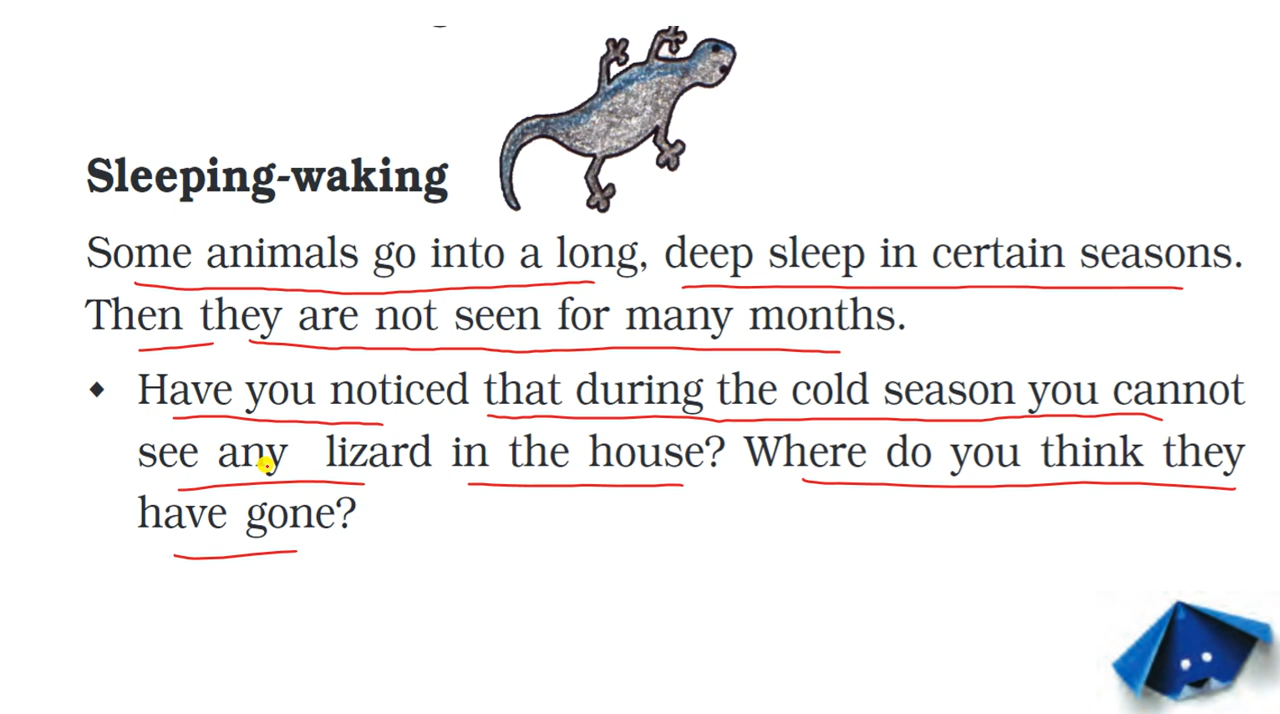 Sleeping-waking
Some animals go into a long, deep sleep in certain seasons.
Then they are not seen for many months.
◆ Have you noticed that during the cold season you cannot
see any lizard in the house? Where do you think they
have gone?